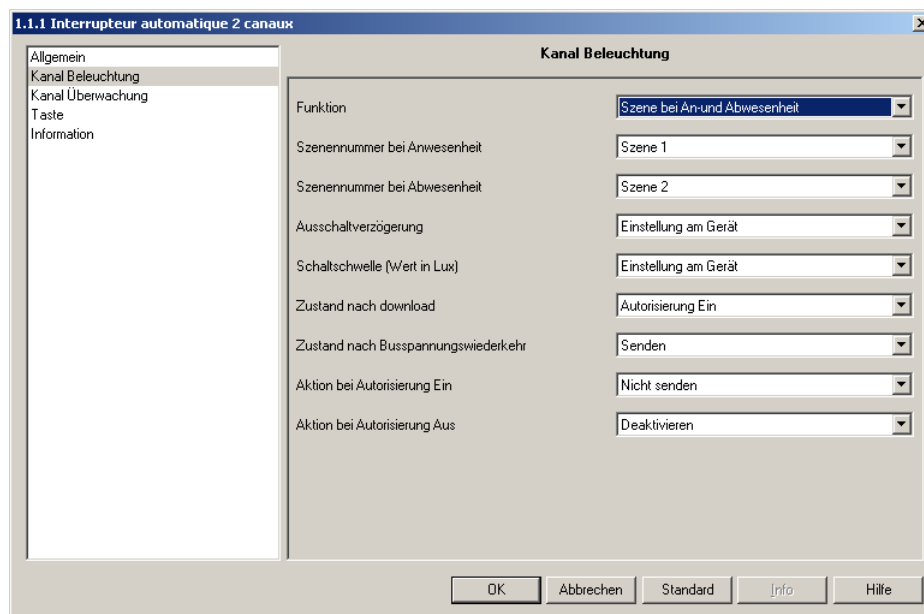 1.1.1 Interrupteur automatique 2 canaux
Allgemein
Kanal Beleuchtung
Kanal Überwachung
Taste
Information
Kanal Beleuchtung
Funktion
Szene bei An-und Abwesenheit
Szenennummer bei Anwesenheit
Szene 1
Szenennummer bei Abwesenheit
Szene 2
Ausschaltverzögerung
Einstellung am Gerät
Schaltschwelle (Wert in Lux)
Einstellung am Gerät
Zustand nach download
Autorisierung Ein
Zustand nach Busspannungswiederkehr
Senden
Aktion bei Autorisierung Ein
Nicht senden
Aktion bei Autorisierung Aus
Deaktivieren
OK
Abbrechen
Standard
Info
Hilfe